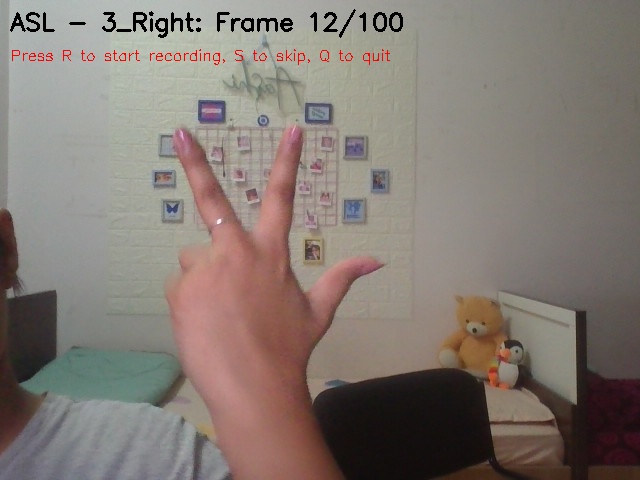 ASL - 3_Right: Frame 12/100
Press R to start recording, S to skip, Q to quit